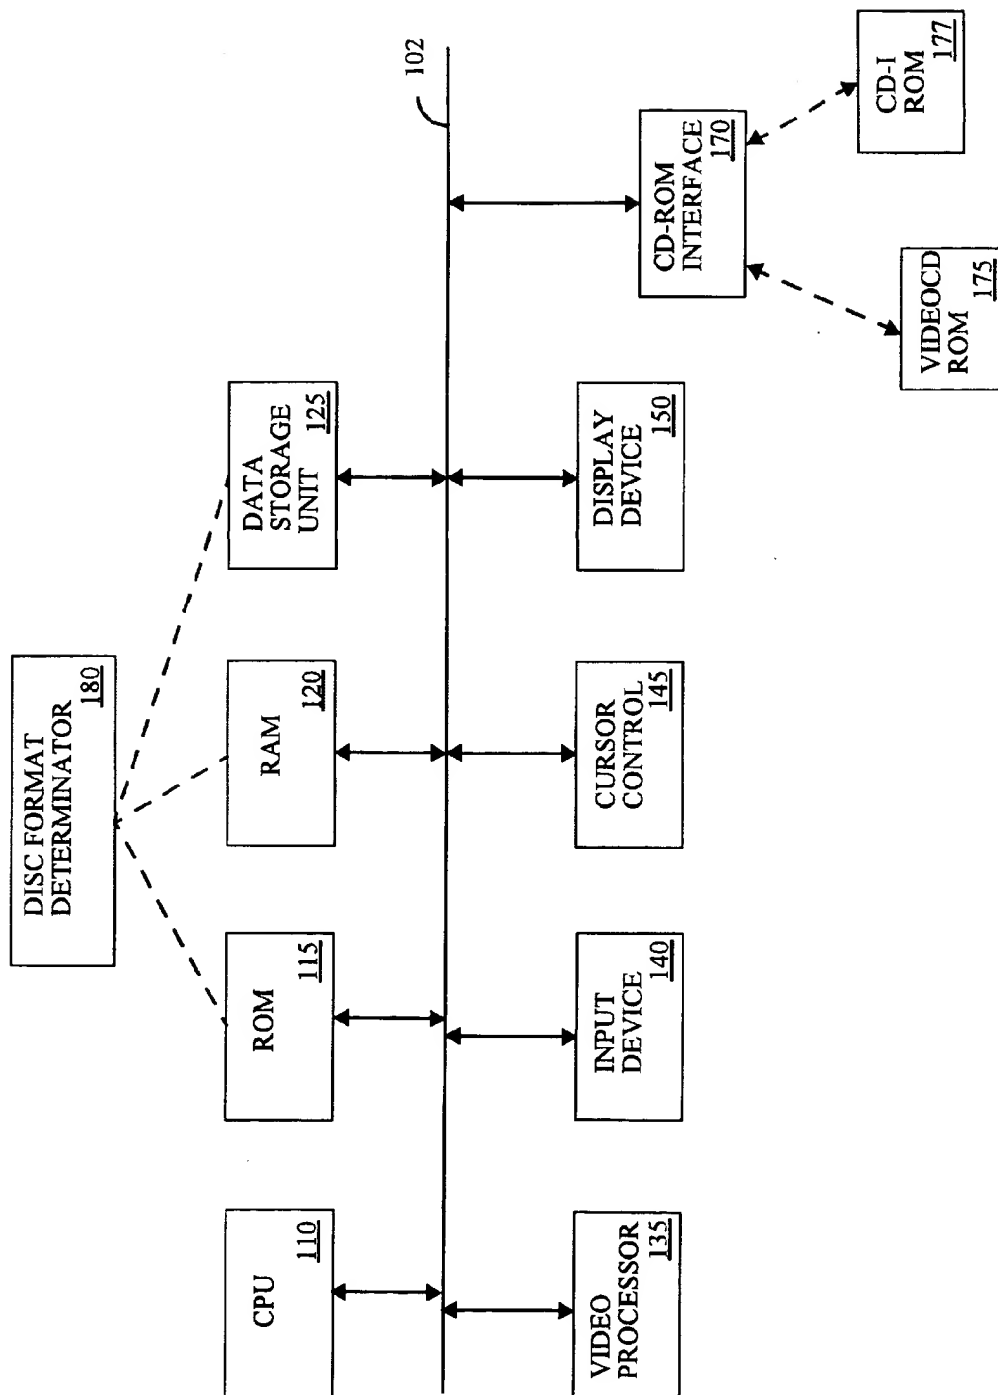 DISC FORMAT
DETERMINATOR
180
CPU
110
ROM
115
RAM
120
DATA
STORAGE
UNIT
125
102
VIDEO
PROCESSOR
135
INPUT
DEVICE
140
CURSOR
CONTROL
145
DISPLAY
DEVICE
150
CD-ROM
INTERFACE
170
VIDEOCD
ROM
175
CD-I
ROM
177